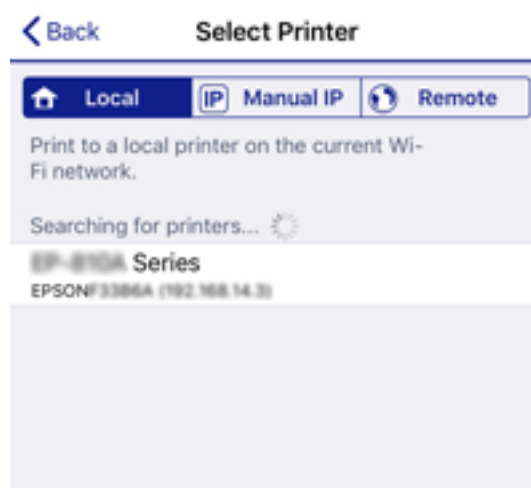 Back
Select Printer
Local
IP
Manual IP
Remote
Print to a local printer on the current Wi-
Fi network.
Searching for printers...
Series
EPSON